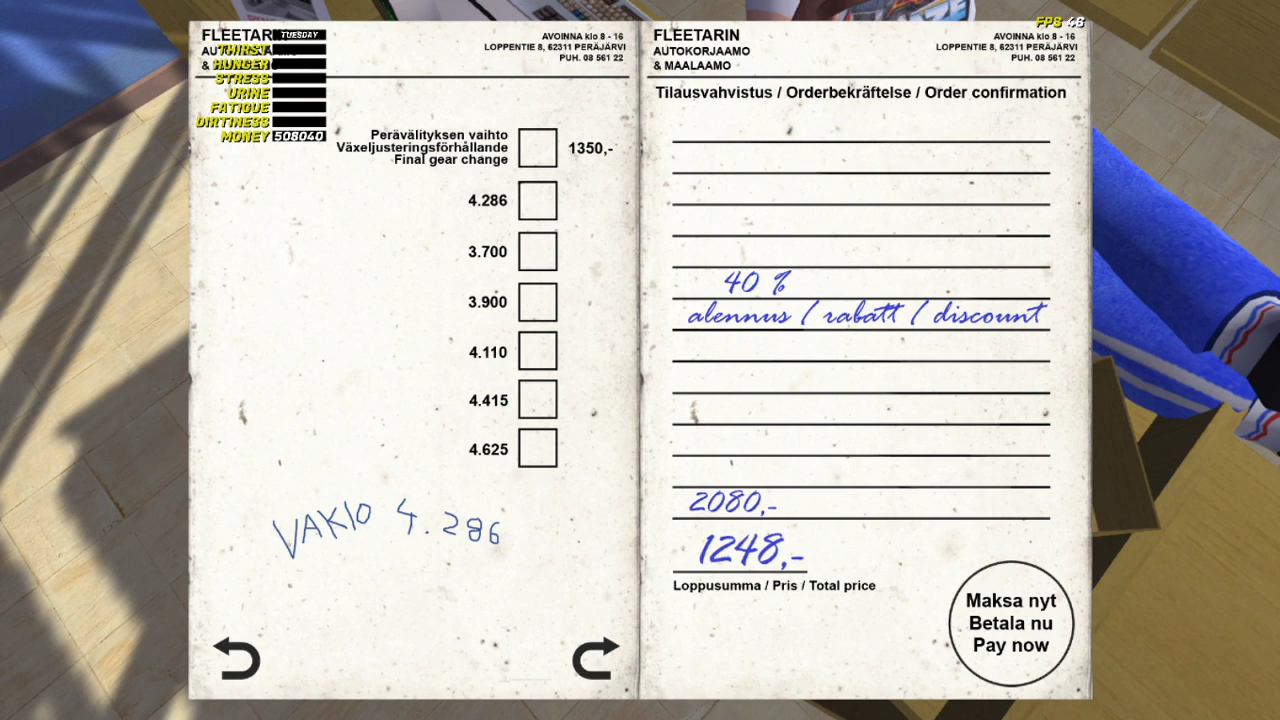 FLEETARIN
AUTOKORJAAMO
& MAALAAMO
TUESDAY
THIRST
HUNGER
STRESS
URINE
FATIGUE
DIRTINESS
MONEY 508040
AVOINNA klo 8 - 16
LOPPENTIE 8, 62311 PERÄJÄRVI
PUH. 08 561 22
Perävälityksen vaihto
Växeljusteringsförhållande
Final gear change
1350,-
4.286
3.700
3.900
4.110
4.415
4.625
VAKIO 4.286
FPS 46
FLEETARIN
AUTOKORJAAMO
& MAALAAMO
AVOINNA klo 8 - 16
LOPPENTIE 8, 62311 PERÄJÄRVI
PUH. 08 561 22
Tilausvahvistus / Orderbekräftelse / Order confirmation
40 %
alennus / rabatt / discount
2080,-
1248,-
Loppusumma / Pris / Total price
Maksa nyt
Betala nu
Pay now